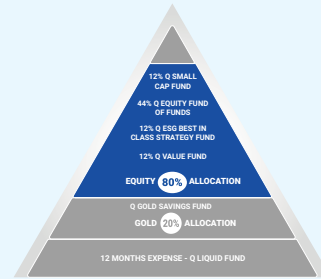 12% Q SMALL
CAP FUND
44% Q EQUITY FUND
OF FUNDS
12% Q ESG BEST IN
CLASS STRATEGY FUND
12% Q VALUE FUND
EQUITY 80% ALLOCATION
Q GOLD SAVINGS FUND
GOLD 20% ALLOCATION
12 MONTHS EXPENSE - Q LIQUID FUND